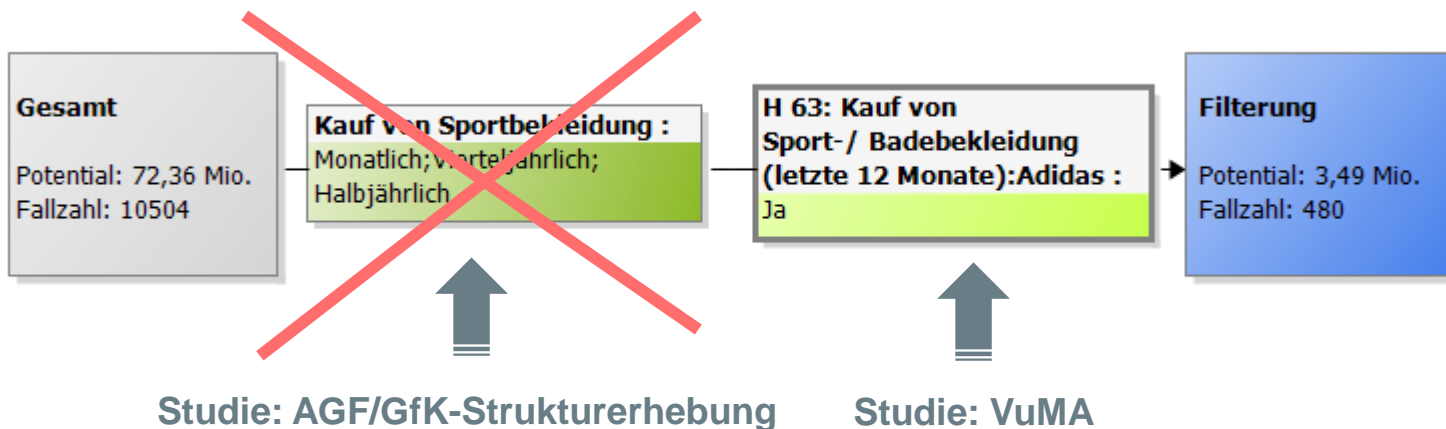 Gesamt
Potential: 72,36 Mio.
Fallzahl: 10504
Kauf von Sportbekleidung :
Monatlich;Vierteljährlich;
Halbjährlich
H 63: Kauf von
Sport-/ Badebekleidung
(letzte 12 Monate):Adidas :
Ja
Filterung
Potential: 3,49 Mio.
Fallzahl: 480
Studie: AGF/GfK-Strukturerhebung
Studie: VuMA